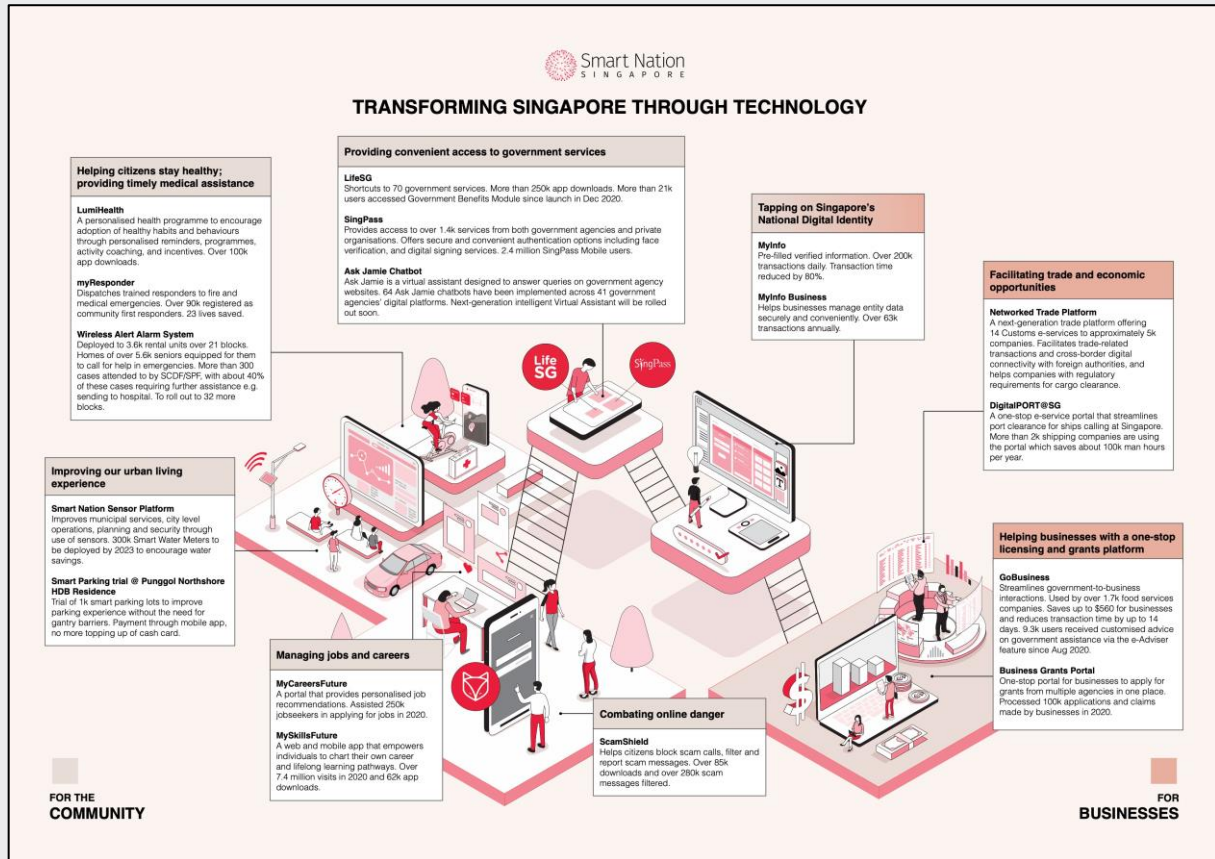 Smart Nation
SINGAPORE
TRANSFORMING SINGAPORE THROUGH TECHNOLOGY
Helping citizens stay healthy;
providing timely medical assistance
LumiHealth
A personalised health programme to encourage
adoption of healthy habits and behaviours
through personalised reminders, programmes,
activity coaching, and incentives. Over 100k
app downloads.
myResponder
Dispatches trained responders to fire and
medical emergencies. Over 90k registered as
community first responders. 23 lives saved.
Wireless Alert Alarm System
Deployed to 3.6k rental units over 21 blocks.
Homes of over 5.6k seniors equipped for them
to call for help in emergencies. More than 300
cases attended by SCDF/SPF, with about 40%
of these cases requiring further assistance e.g.
sending to hospital. To roll out to 32 more
blocks.
Providing convenient access to government services
LifeSG
Shortcuts to 70 government services. More than 250k app downloads. More than 21k
users accessed Government Benefits Module since launch in Dec 2020.
SingPass
Provides access to over 1.4k services from both government agencies and private
organisations. Offers secure and convenient authentication options including face
verification, and digital signing services. 2.4 million SingPass Mobile users.
Ask Jamie Chatbot
Ask Jamie is a virtual assistant designed to answer queries on government agency
websites. 64 Ask Jamie chatbots have been implemented across 41 government
agencies' digital platforms. Next-generation intelligent Virtual Assistant will be rolled
out soon.
Tapping on Singapore's
National Digital Identity
MyInfo
Pre-filled verified information. Over 200k
transactions daily. Transaction time
reduced by 80%.
MyInfo Business
Helps businesses manage entity data
securely and conveniently. Over 63k
transactions annually.
Facilitating trade and economic
opportunities
Networked Trade Platform
A next-generation trade platform offering
14 Customs e-services to approximately 5k
companies. Facilitates trade-related
transactions and cross-border digital
connectivity with foreign authorities, and
helps companies with regulatory
requirements for cargo clearance.
DigitalPORT@SG
A one-stop e-service portal that streamlines
port clearance for ships calling at Singapore.
More than 2k shipping companies are using
the portal which saves about 100k man hours
per year.
Life
SG
SingPass
Improving our urban living
experience
Smart Nation Sensor Platform
Improves municipal services, city level
operations, planning and security through
use of sensors. 300k Smart Water Meters to
be deployed by 2023 to encourage water
savings.
Smart Parking trial @ Punggol Northshore
HDB Residence
Trial of 1k smart parking lots to improve
parking experience without the need for
gantry barriers. Payment through mobile app,
no more topping up of cash card.
Helping businesses with a one-stop
licensing and grants platform
GoBusiness
Streamlines government-to-business
interactions. Used by over 1.7k food services
companies. Saves up to $560 for businesses
and reduces transaction time by up to 14
days. 9.3k users received customised advice
on government assistance via the e-Adviser
feature since Aug 2020.
Business Grants Portal
One-stop portal for businesses to apply for
grants from multiple agencies in one place.
Processed 100k applications and claims
made by businesses in 2020.
Managing jobs and careers
MyCareersFuture
A portal that provides personalised job
recommendations. Assisted 250k
jobseekers in applying for jobs in 2020.
MySkillsFuture
A web and mobile app that empowers
individuals to chart their own career
and lifelong learning pathways. Over
7.4 million visits in 2020 and 62k app
downloads.
Combating online danger
ScamShield
Helps citizens block scam calls, filter and
report scam messages. Over 85k
downloads and over 280k scam
messages filtered.
$
T
FOR THE
COMMUNITY
FOR
BUSINESSES